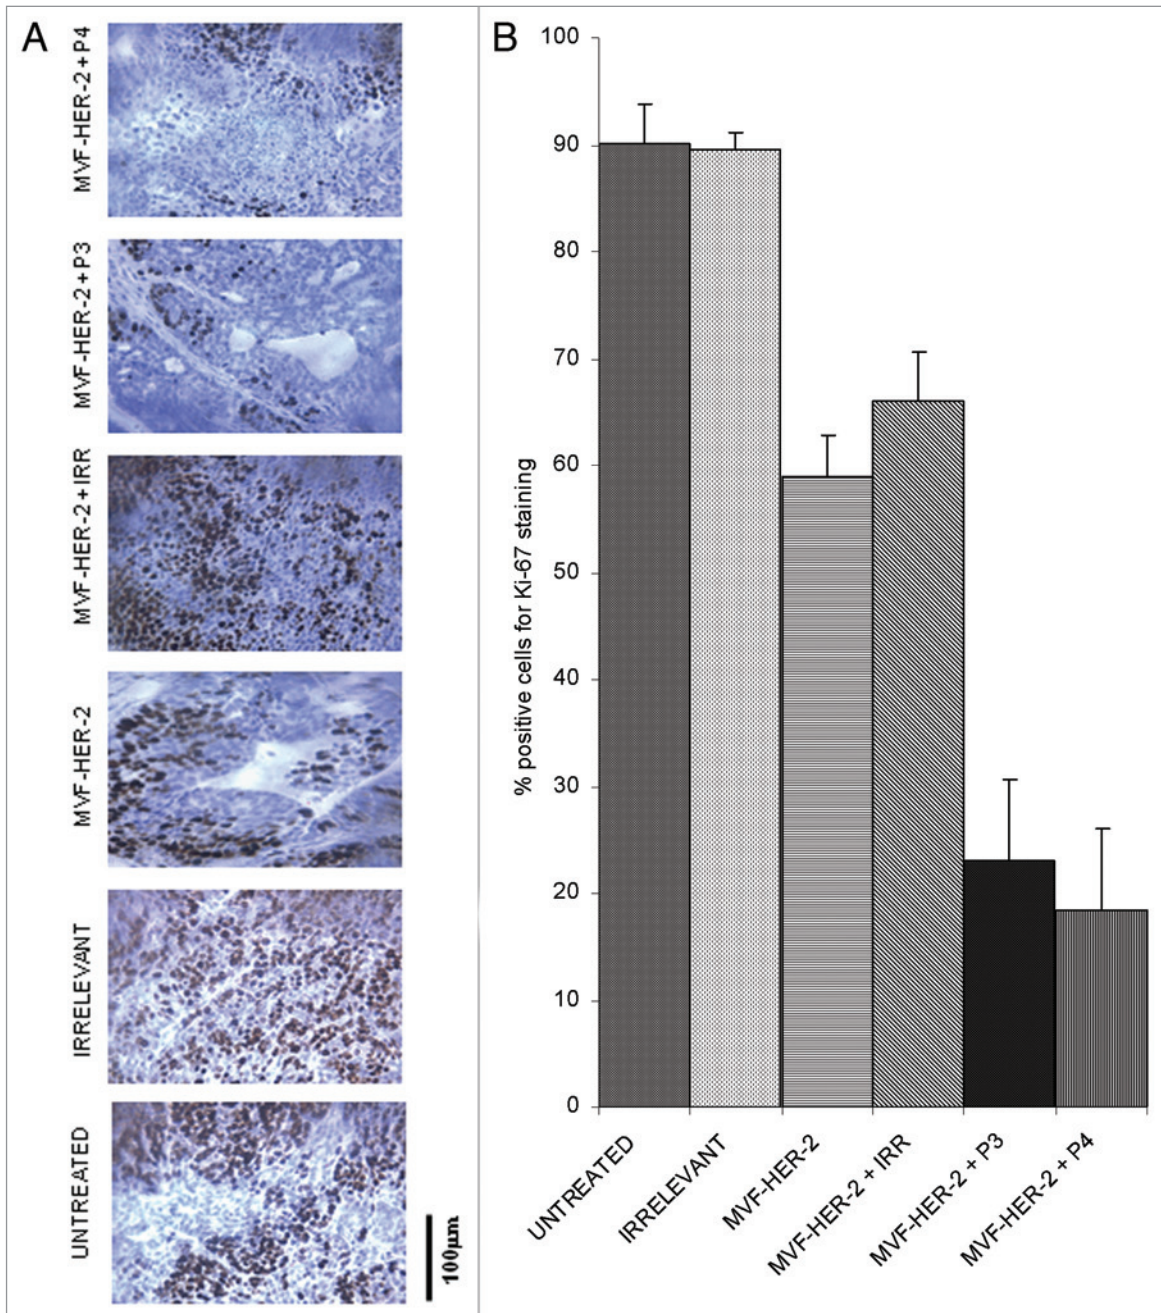 A
MVF-HER-2+P4
MVF-HER-2+P3
MVF-HER-2+IRR
MVF-HER-2
IRRELEVANT
UNTREATED
100µm
B
% positive cells for Ki-67 staining
100
90
80
70
60
50
40
30
20
10
0
UNTREATED
IRRELEVANT
MVF-HER-2
MVF-HER-2 + IRR
MVF-HER-2 + P3
MVF-HER-2 + P4